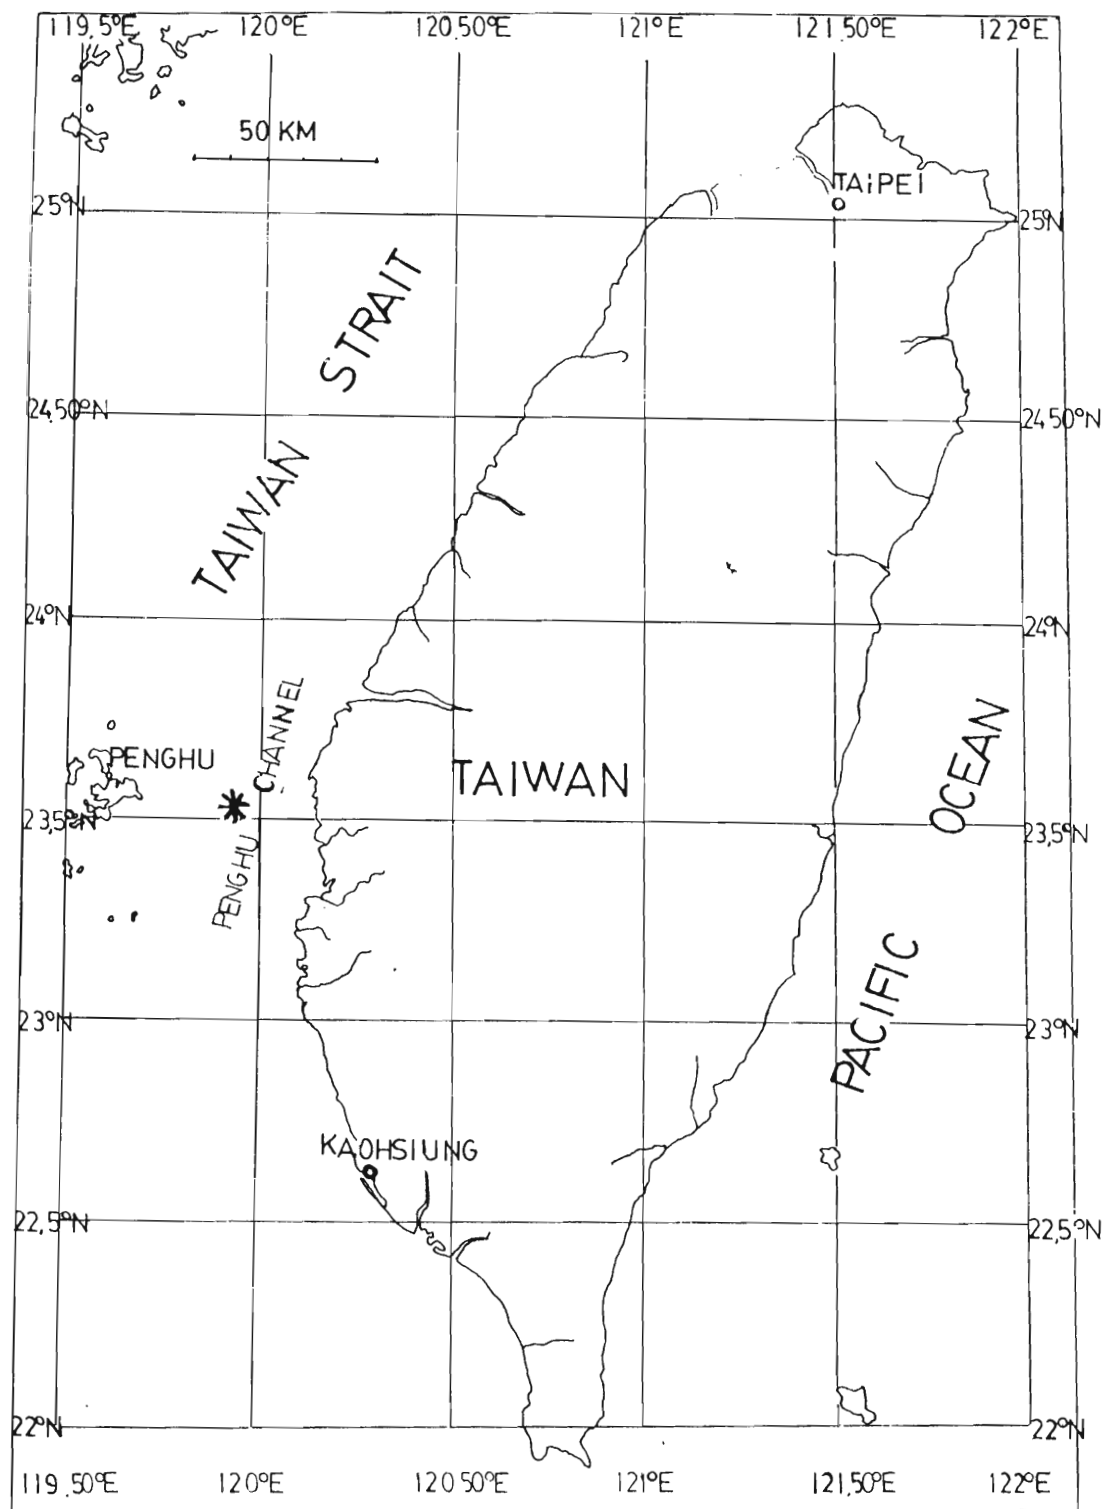 119,5°E 120°E 120,50°E 121°E 121,50°E 122°E
50 KM
TAiPEi
25°N 25°N
TAIWAN STRAIT
24,50°N 24,50°N
24°N 24°N
PENGHU
PENGHU CHANNEL
TAIWAN
PACIFIC OCEAN
23,5°N 23,5°N
23°N 23°N
KAOHSIUNG
22,5°N 22,5°N
22°N 22°N
119,50°E 120°E 120,50°E 121°E 121,50°E 122°E